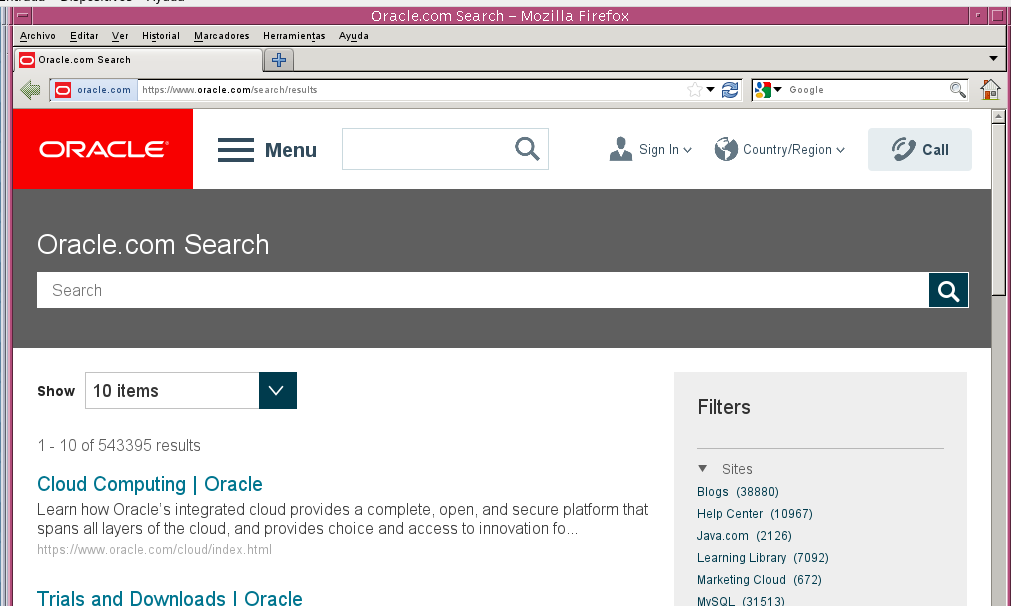 Entrada Dispositivos Ayuda
Oracle.com Search – Mozilla Firefox
Archivo Editar Ver Historial Marcadores Herramientas Ayuda
Oracle.com Search
oracle.com https://www.oracle.com/search/results Google
ORACLE® Menu Sign In Country/Region Call
Oracle.com Search
Search
Show 10 items
1 - 10 of 543395 results
Cloud Computing | Oracle
Learn how Oracle's integrated cloud provides a complete, open, and secure platform that
spans all layers of the cloud, and provides choice and access to innovation fo...
https://www.oracle.com/cloud/index.html
Trials and Downloads | Oracle
Filters
Sites
Blogs (38880)
Help Center (10967)
Java.com (2126)
Learning Library (7092)
Marketing Cloud (672)
MySQL (31513)